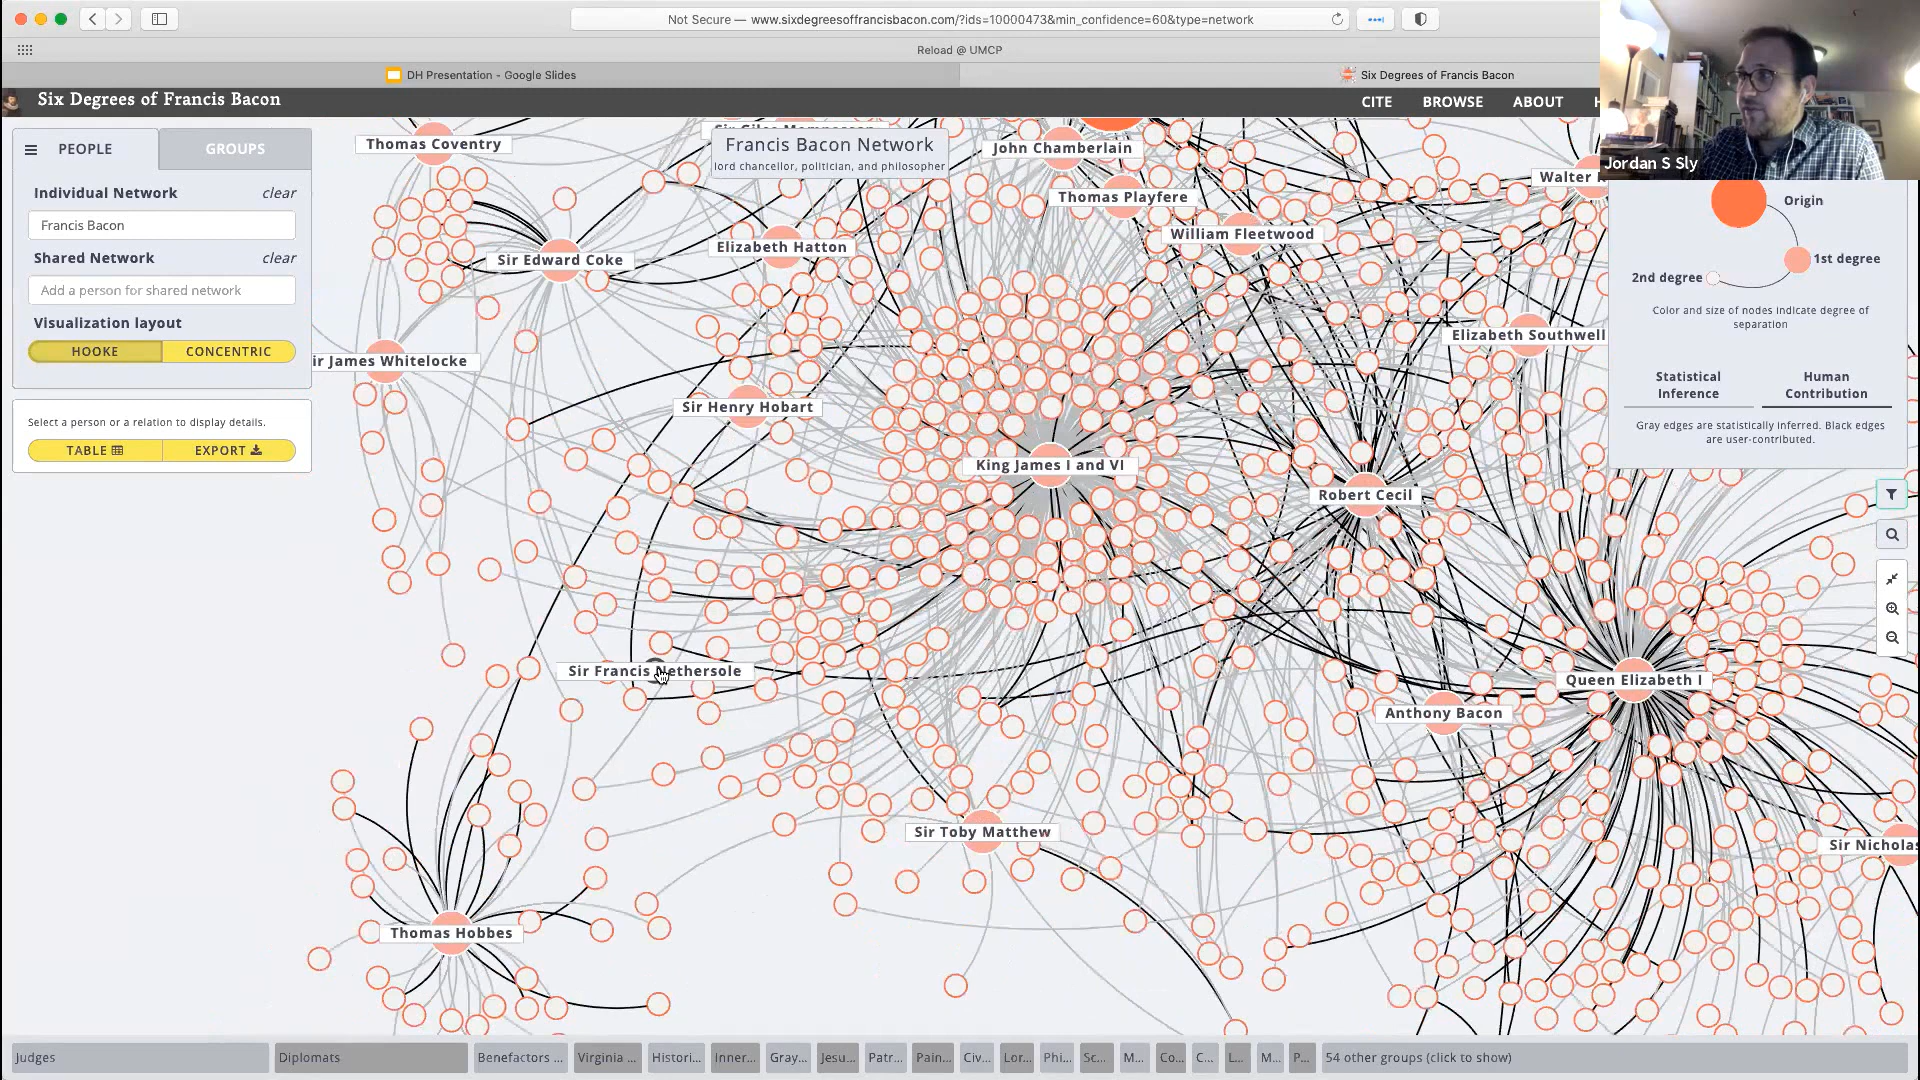 Not Secure — www.sixdegreesoffrancisbacon.com/?ids=10000473&min_confidence=60&type=network
Reload @ UMCP
DH Presentation - Google Slides
Six Degrees of Francis Bacon
Six Degrees of Francis Bacon
CITE
BROWSE
ABOUT
Jordan S Sly
PEOPLE
GROUPS
Individual Network
clear
Francis Bacon
Shared Network
clear
Add a person for shared network
Visualization layout
HOOKE
CONCENTRIC
Select a person or a relation to display details.
TABLE
EXPORT
Francis Bacon Network
lord chancellor, politician, and philosopher
Thomas Coventry
John Chamberlain
Thomas Playfere
Walter
William Fleetwood
Elizabeth Hatton
Sir Edward Coke
Elizabeth Southwell
ir James Whitelocke
Sir Henry Hobart
King James I and VI
Robert Cecil
Sir Francis Nethersole
Queen Elizabeth I
Anthony Bacon
Sir Toby Matthew
Sir Nicholas
Thomas Hobbes
Origin
1st degree
2nd degree
Color and size of nodes indicate degree of
separation
Statistical
Inference
Human
Contribution
Gray edges are statistically inferred. Black edges
are user-contributed.
Judges
Diplomats
Benefactors ...
Virginia ...
Histori...
Inner...
Gray...
Jesu...
Patr...
Pain...
Civ...
Lor...
Phi...
Sc...
M...
Co...
C...
L...
M...
P...
54 other groups (click to show)